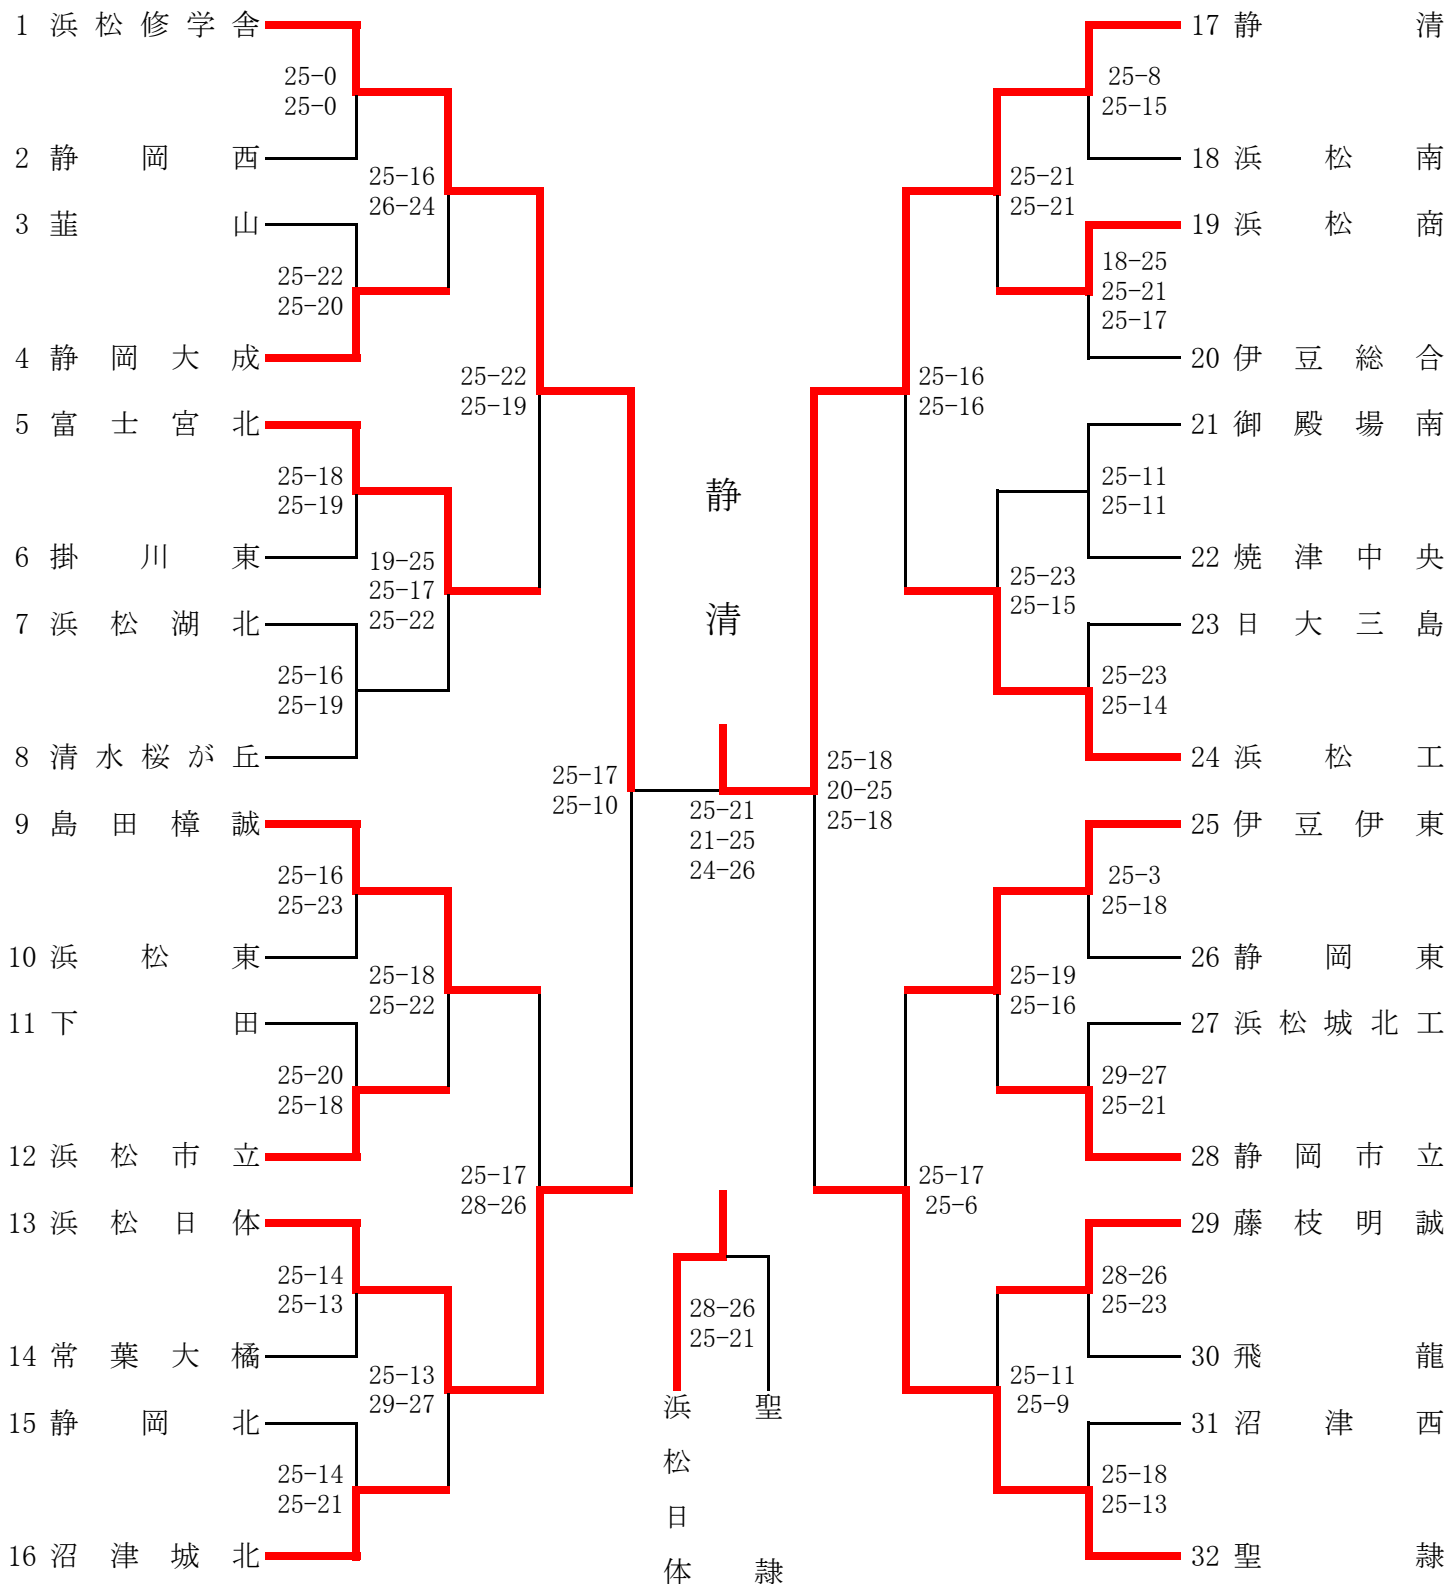 1 浜松修学舎
25-0
25-0
2 静岡西
25-16
26-24
3 韮山
25-22
25-20
4 静岡大成
25-22
25-19
5 富士宮北
25-18
25-19
6 掛川東
19-25
25-17
25-22
7 浜松湖北
25-16
25-19
8 清水桜が丘
25-17
25-10
9 島田樟誠
25-16
25-23
10 浜松東
25-18
25-22
11 下田
25-20
25-18
12 浜松市立
25-17
28-26
13 浜松日体
25-14
25-13
14 常葉大橘
25-13
29-27
15 静岡北
25-14
25-21
16 沼津城北
静清
25-21
21-25
24-26
28-26
25-21
浜松日体
聖隷
17 静清
25-8
25-15
18 浜松南
25-21
25-21
19 浜松商
18-25
25-21
25-17
20 伊豆総合
25-16
25-16
21 御殿場南
25-11
25-11
22 焼津中央
25-23
25-15
23 日大三島
25-23
25-14
24 浜松工
25-18
20-25
25-18
25 伊豆伊東
25-3
25-18
26 静岡東
25-19
25-16
27 浜松城北工
29-27
25-21
28 静岡市立
25-17
25-6
29 藤枝明誠
28-26
25-23
30 飛龍
25-11
25-9
31 沼津西
25-18
25-13
32 聖隷